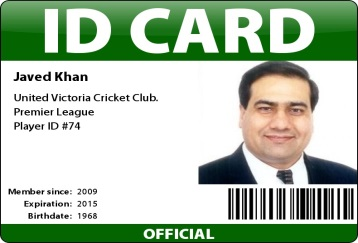 ID CARD
Javed Khan
United Victoria Cricket Club.
Premier League
Player ID #74
Member since: 2009
Expiration: 2015
Birthdate: 1968
OFFICIAL